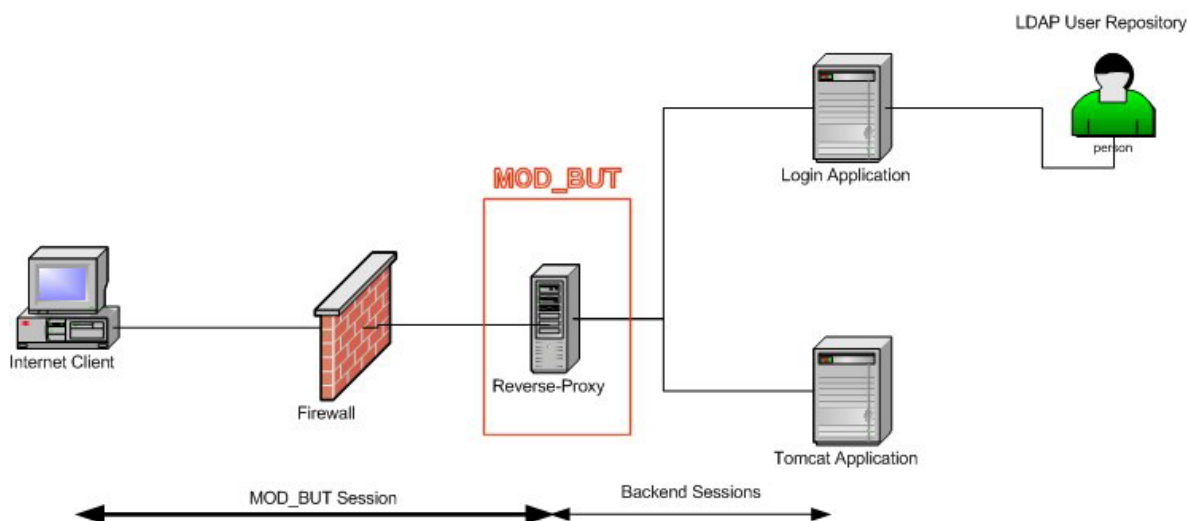 LDAP User Repository
person
Login Application
MOD_BUT
Internet Client
Firewall
Reverse-Proxy
Tomcat Application
MOD_BUT Session
Backend Sessions